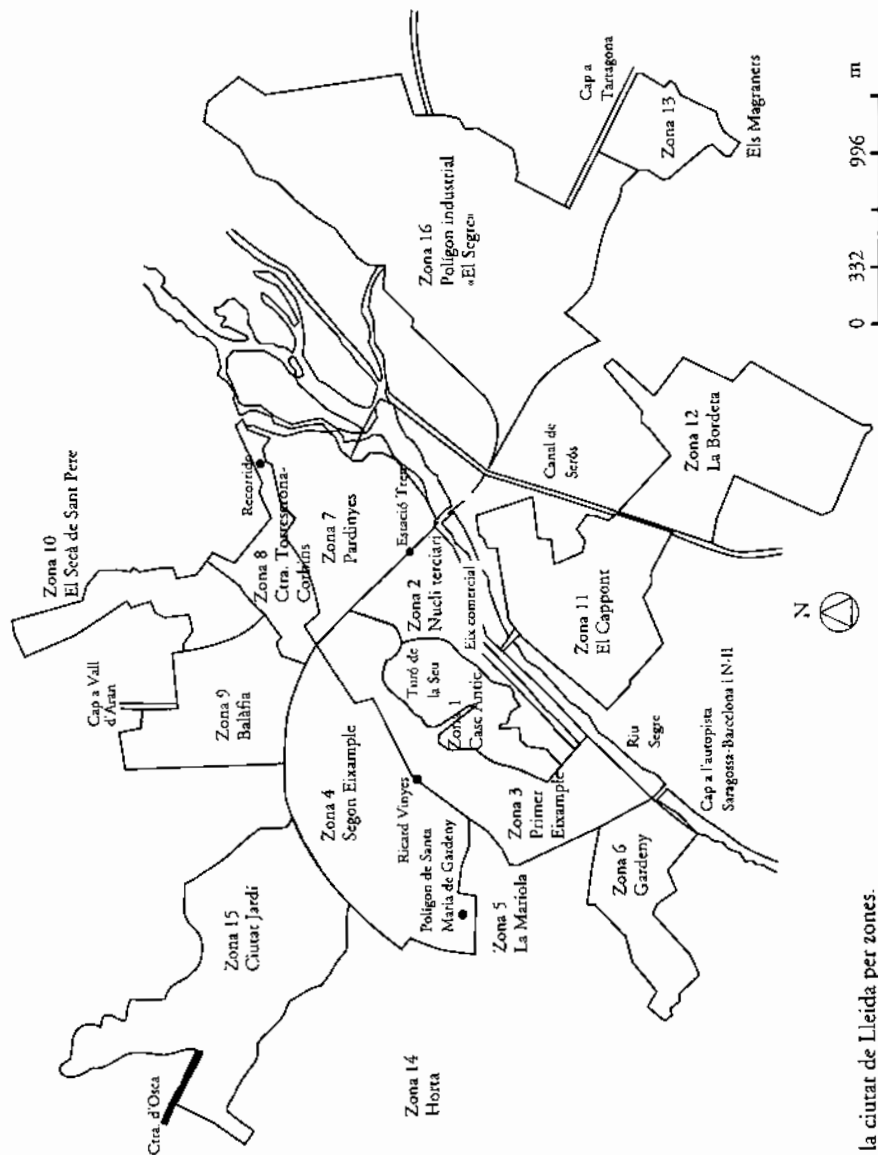 Zona 10
El Secà de Sant Pere
Cap a Vall
d'Aran
Zona 9
Balàfia
Recorrido
Zona 8
Ctra. Torreserona-
Corbins
Zona 7
Pardinyes
Estació Tren
Zona 2
Nucli terciari
Eix comercial
Turó de
la Seu
Zona 1
Casc Antic
Zona 4
Segon Eixample
Ricard Vinyes
Zona 3
Primer
Eixample
Polígon de Santa
Maria de Gardeny
Zona 5
La Mariola
Zona 6
Gardeny
Zona 15
Ciutat Jardí
Ctra. d'Osca
Zona 14
Horta
Zona 16
Polígon industrial
«El Segre»
Cap a
Tarragona
Zona 13
Els Magraners
Canal de
Seròs
Zona 12
La Bordeta
Zona 11
El Cappont
Riu
Segre
Cap a l'autopista
Saragossa-Barcelona i N-II
N
0 332 996 m
la ciutat de Lleida per zones.